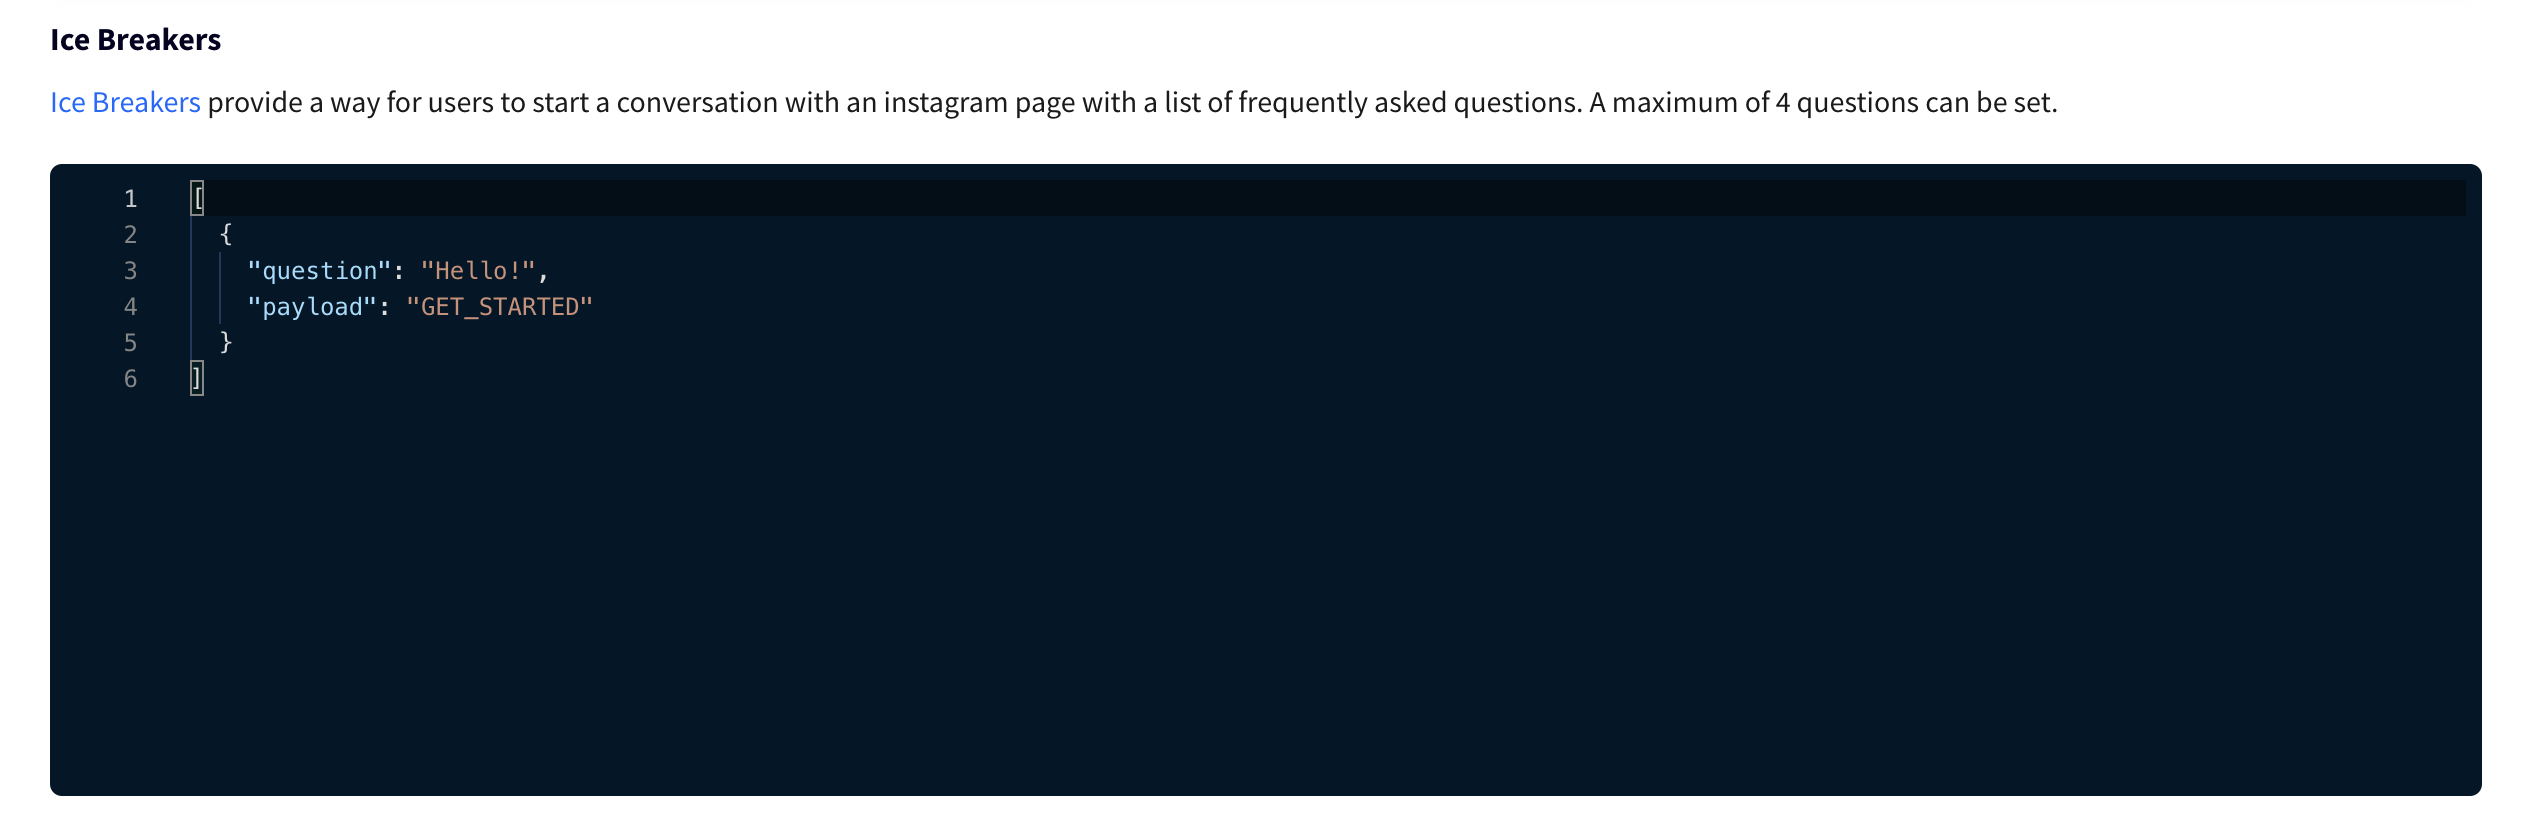 Ice Breakers
Ice Breakers provide a way for users to start a conversation with an instagram page with a list of frequently asked questions. A maximum of 4 questions can be set.
1 [
2 {
3 "question": "Hello!",
4 "payload": "GET_STARTED"
5 }
6 ]